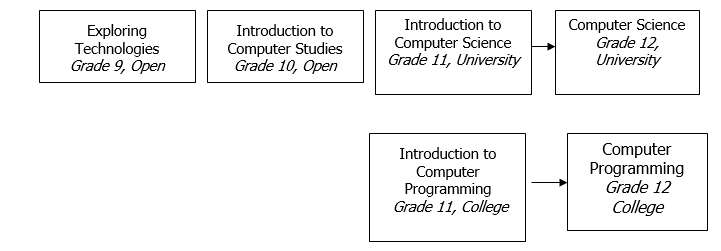 Exploring
Technologies
Grade 9, Open
Introduction to
Computer Studies
Grade 10, Open
Introduction to
Computer Science
Grade 11, University
Computer Science
Grade 12,
University
Introduction to
Computer
Programming
Grade 11, College
Computer
Programming
Grade 12
College